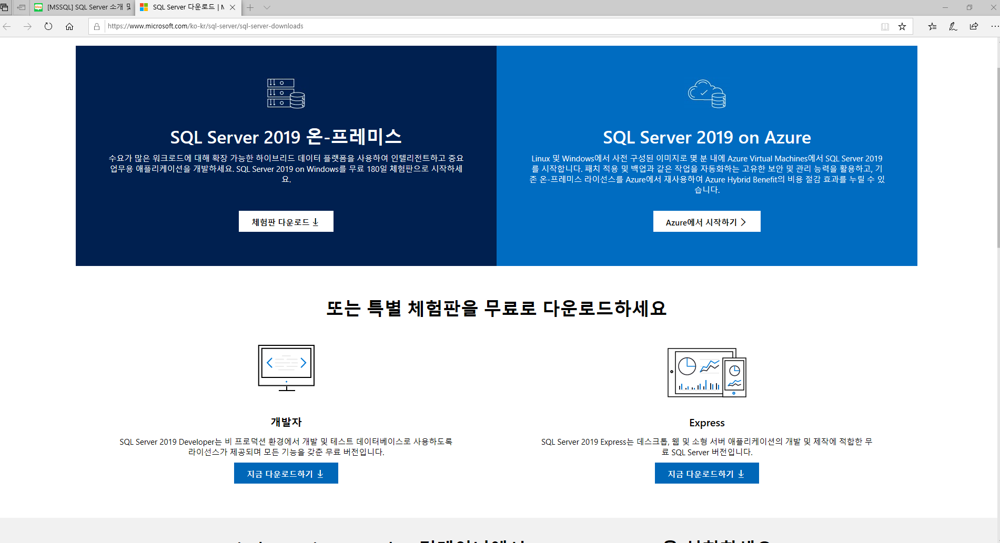 [MSSQL] SQL Server 소개 및
SQL Server 다운로드 | M
https://www.microsoft.com/ko-kr/sql-server/sql-server-downloads
SQL Server 2019 온-프레미스
수요가 많은 워크로드에 대해 확장 가능한 하이브리드 데이터 플랫폼을 사용하여 인텔리전트하고 중요
업무용 애플리케이션을 개발하세요. SQL Server 2019 on Windows를 무료 180일 체험판으로 시작하세
요.
체험판 다운로드
SQL Server 2019 on Azure
Linux 및 Windows에서 사전 구성된 이미지로 몇 분 내에 Azure Virtual Machines에서 SQL Server 2019
를 시작합니다. 패치 적용 및 백업과 같은 작업을 자동화하는 고유한 보안 및 관리 능력을 활용하고, 기
존 온-프레미스 라이선스를 Azure에서 재사용하여 Azure Hybrid Benefit의 비용 절감 효과를 누릴 수 있
습니다.
Azure에서 시작하기
또는 특별 체험판을 무료로 다운로드하세요
개발자
SQL Server 2019 Developer는 비 프로덕션 환경에서 개발 및 테스트 데이터베이스로 사용하도록
라이선스가 제공되며 모든 기능을 갖춘 무료 버전입니다.
지금 다운로드하기
Express
SQL Server 2019 Express는 데스크톱, 웹 및 소형 서버 애플리케이션의 개발 및 제작에 적합한 무
료 SQL Server 버전입니다.
지금 다운로드하기